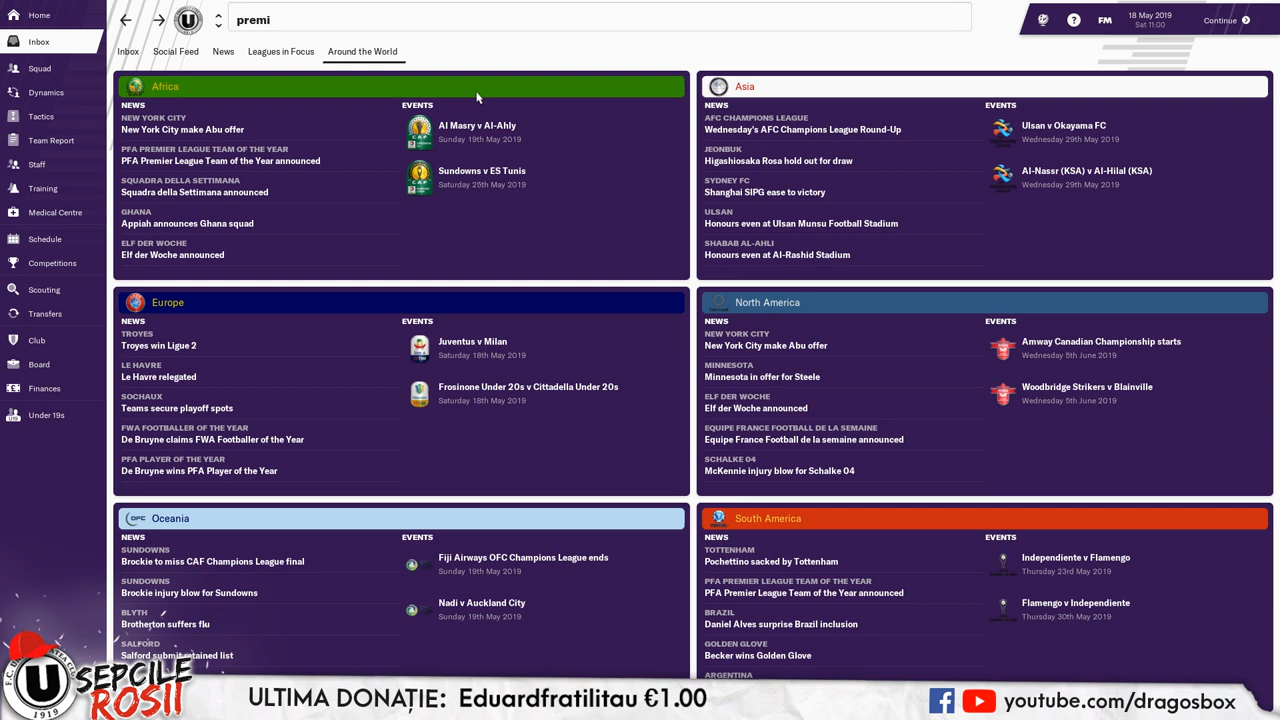 Home
Inbox
Squad
Dynamics
Tactics
Team Report
Staff
Training
Medical Centre
Schedule
Competitions
Scouting
Transfers
Club
Board
Finances
Under 19s
premi
FM
18 May 2019
Sat 11:00
Continue
Inbox
Social Feed
News
Leagues in Focus
Around the World
Africa
NEWS
NEW YORK CITY
New York City make Abu offer
PFA PREMIER LEAGUE TEAM OF THE YEAR
PFA Premier League Team of the Year announced
SQUADRA DELLA SETTIMANA
Squadra della Settimana announced
GHANA
Appiah announces Ghana squad
ELF DER WOCHE
Elf der Woche announced
EVENTS
Al Masry v Al-Ahly
Sunday 19th May 2019
Sundowns v ES Tunis
Saturday 25th May 2019
Asia
NEWS
AFC CHAMPIONS LEAGUE
Wednesday's AFC Champions League Round-Up
JEONBUK
Higashiosaka Rosa hold out for draw
SYDNEY FC
Shanghai SIPG ease to victory
ULSAN
Honours even at Ulsan Munsu Football Stadium
SHABAB AL-AHLI
Honours even at Al-Rashid Stadium
EVENTS
Ulsan v Okayama FC
Wednesday 29th May 2019
Al-Nassr (KSA) v Al-Hilal (KSA)
Wednesday 29th May 2019
Europe
NEWS
TROYES
Troyes win Ligue 2
LE HAVRE
Le Havre relegated
SOCHAUX
Teams secure playoff spots
FWA FOOTBALLER OF THE YEAR
De Bruyne claims FWA Footballer of the Year
PFA PLAYER OF THE YEAR
De Bruyne wins PFA Player of the Year
EVENTS
Juventus v Milan
Saturday 18th May 2019
Frosinone Under 20s v Cittadella Under 20s
Saturday 18th May 2019
North America
NEWS
NEW YORK CITY
New York City make Abu offer
MINNESOTA
Minnesota in offer for Steele
ELF DER WOCHE
Elf der Woche announced
EQUIPE FRANCE FOOTBALL DE LA SEMAINE
Equipe France Football de la semaine announced
SCHALKE 04
McKennie injury blow for Schalke 04
EVENTS
Amway Canadian Championship starts
Wednesday 5th June 2019
Woodbridge Strikers v Blainville
Wednesday 5th June 2019
Oceania
NEWS
SUNDOWNS
Brockie to miss CAF Champions League final
SUNDOWNS
Brockie injury blow for Sundowns
BLYTH
Brotherton suffers flu
SALFORD
Salford submit retained list
EVENTS
Fiji Airways OFC Champions League ends
Sunday 19th May 2019
Nadi v Auckland City
Sunday 19th May 2019
South America
NEWS
TOTTENHAM
Pochettino sacked by Tottenham
PFA PREMIER LEAGUE TEAM OF THE YEAR
PFA Premier League Team of the Year announced
BRAZIL
Daniel Alves surprise Brazil inclusion
GOLDEN GLOVE
Becker wins Golden Glove
ARGENTINA
EVENTS
Independiente v Flamengo
Thursday 23rd May 2019
Flamengo v Independiente
Thursday 30th May 2019
U
1919
SEPCILE
ROSII
ULTIMA DONAȚIE: Eduardfratilitau €1.00
youtube.com/dragosbox